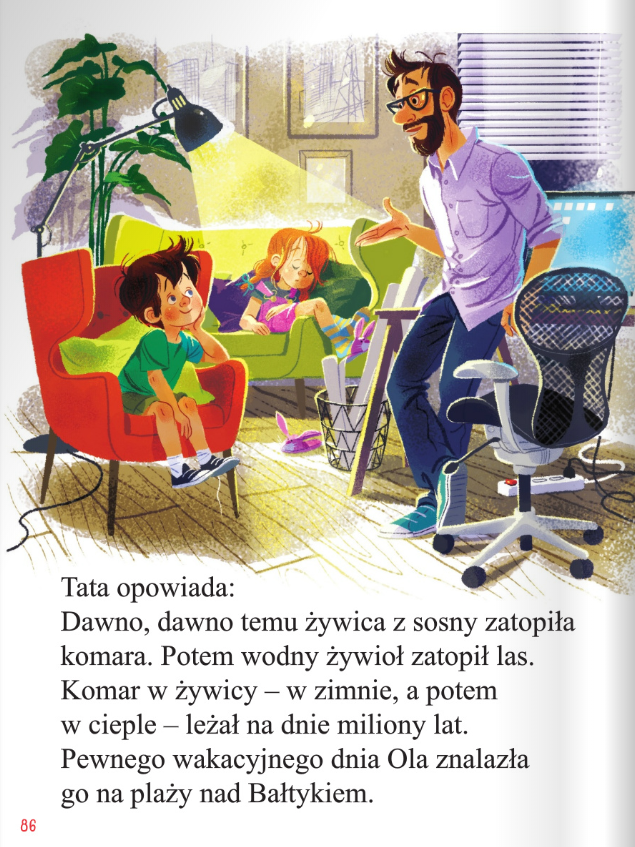 Tata opowiada:
Dawno, dawno temu żywica z sosny zatopiła
komara. Potem wodny żywioł zatopił las.
Komar w żywicy – w zimnie, a potem
w cieple – leżał na dnie miliony lat.
Pewnego wakacyjnego dnia Ola znalazła
go na plaży nad Bałtykiem.
86